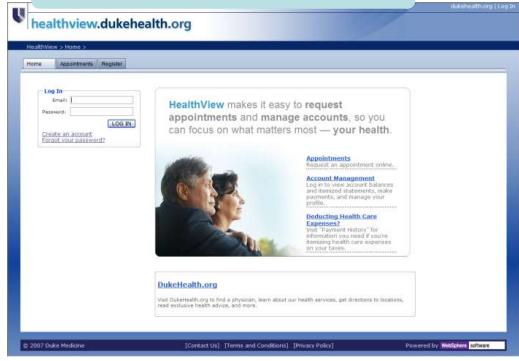 dukehealth.org | Log In
healthview.dukehealth.org
HealthView > Home >
Home Appointments Register
Log In
Email:
Password:
LOG IN
Create an account
Forgot your password?
HealthView makes it easy to request
appointments and manage accounts, so you
can focus on what matters most — your health.
Appointments
Request an appointment online.
Account Management
Log in to view account balances
and itemized statements, make
payments, and manage your
profile.
Deducting Health Care
Expenses?
Visit "Payment History" for
information you need if you're
itemizing health care expenses
on your taxes.
DukeHealth.org
Visit DukeHealth.org to find a physician, learn about our health services, get directions to locations,
read exclusive health advice, and more.
© 2007 Duke Medicine [Contact Us] [Terms and Conditions] [Privacy Policy] Powered by WebSphere software